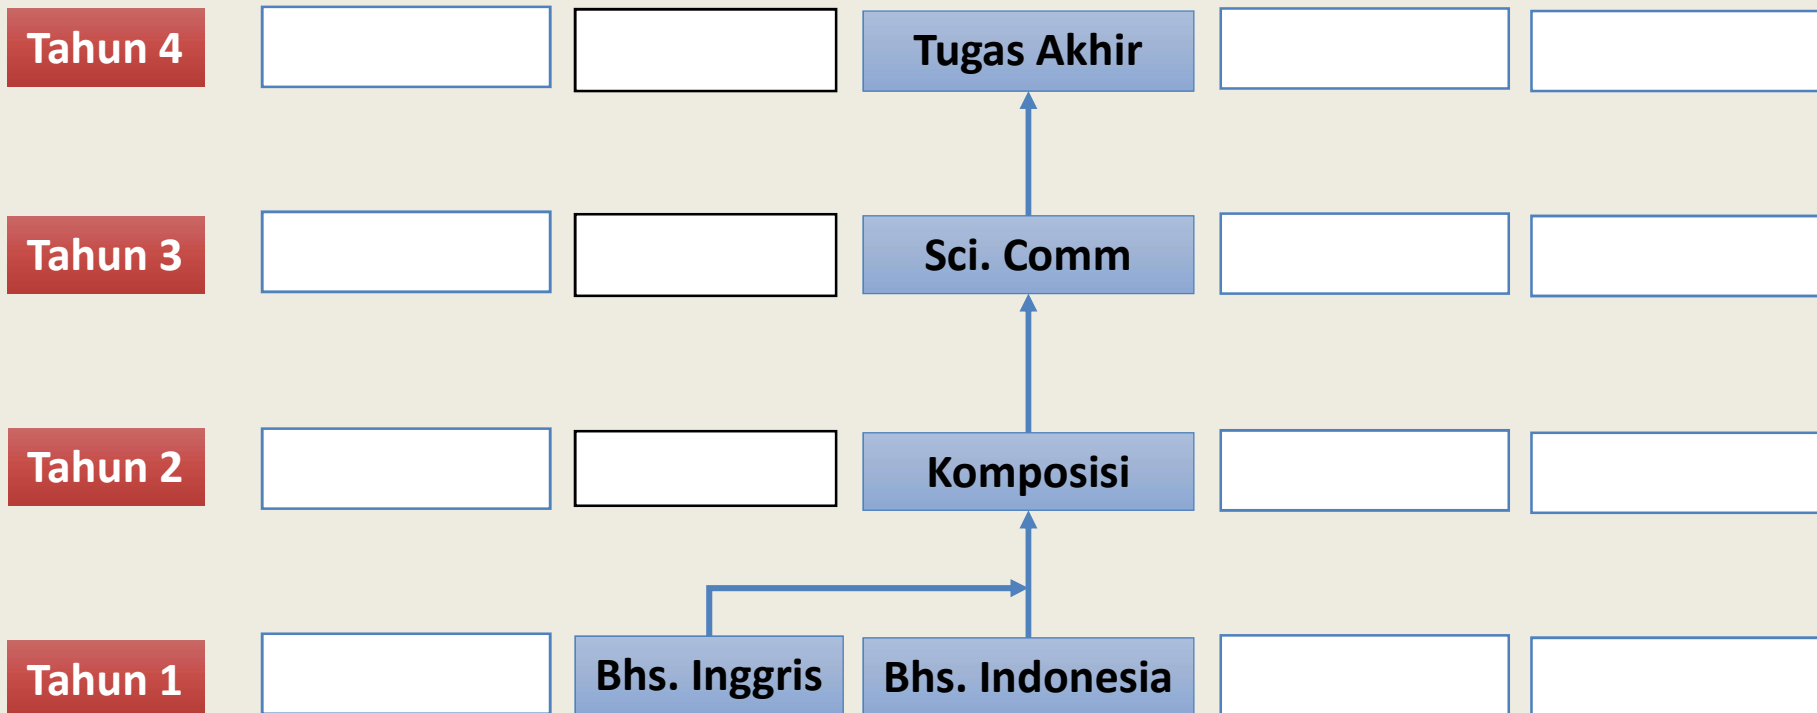 Tahun 4
Tugas Akhir
Tahun 3
Sci. Comm
Tahun 2
Komposisi
Tahun 1
Bhs. Inggris
Bhs. Indonesia